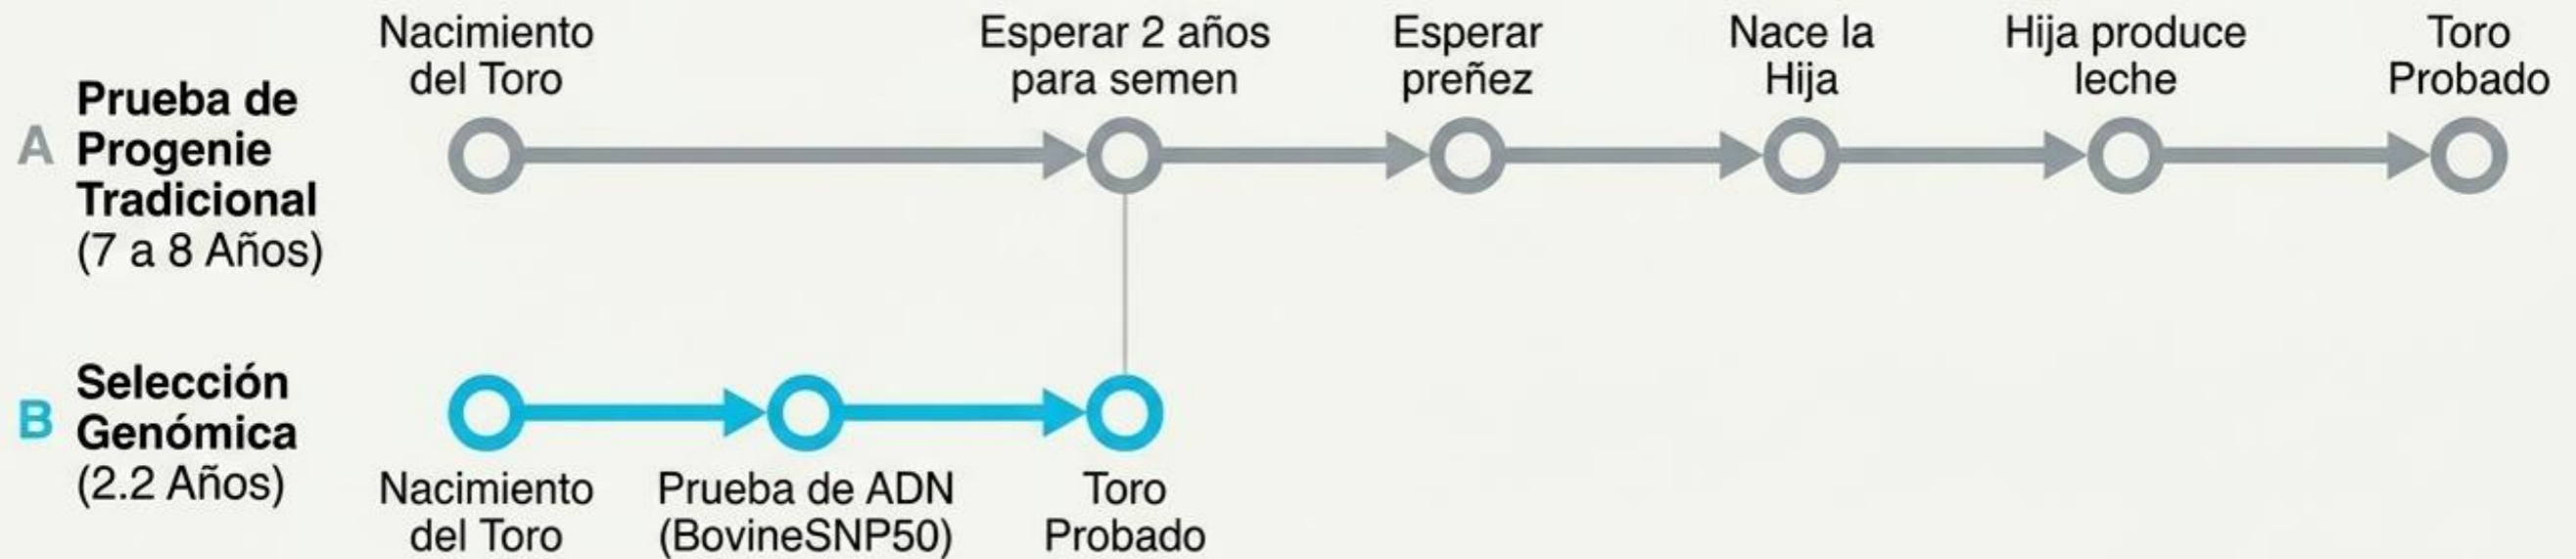 A
Prueba de
Progenie
Tradicional
(7 a 8 Años)
Nacimiento
del Toro
Esperar 2 años
para semen
Esperar
preñez
Nace la
Hija
Hija produce
leche
Toro
Probado
B
Selección
Genómica
(2.2 Años)
Nacimiento
del Toro
Prueba de ADN
(BovineSNP50)
Toro
Probado